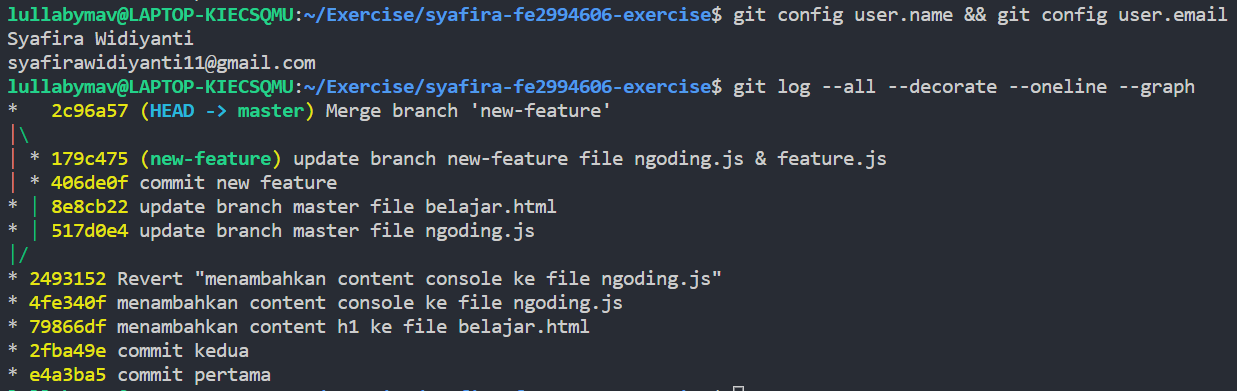 lullabymav@LAPTOP-KIECSQMU:~/Exercise/syafira-fe2994606-exercise$ git config user.name && git config user.email
Syafira Widiyanti
syafirawidiyanti11@gmail.com
lullabymav@LAPTOP-KIECSQMU:~/Exercise/syafira-fe2994606-exercise$ git log --all --decorate --oneline --graph
*   2c96a57 (HEAD -> master) Merge branch 'new-feature'
|\
| * 179c475 (new-feature) update branch new-feature file ngoding.js & feature.js
| * 406de0f commit new feature
* | 8e8cb22 update branch master file belajar.html
* | 517d0e4 update branch master file ngoding.js
|/
* 2493152 Revert "menambahkan content console ke file ngoding.js"
* 4fe340f menambahkan content console ke file ngoding.js
* 79866df menambahkan content h1 ke file belajar.html
* 2fba49e commit kedua
* e4a3ba5 commit pertama